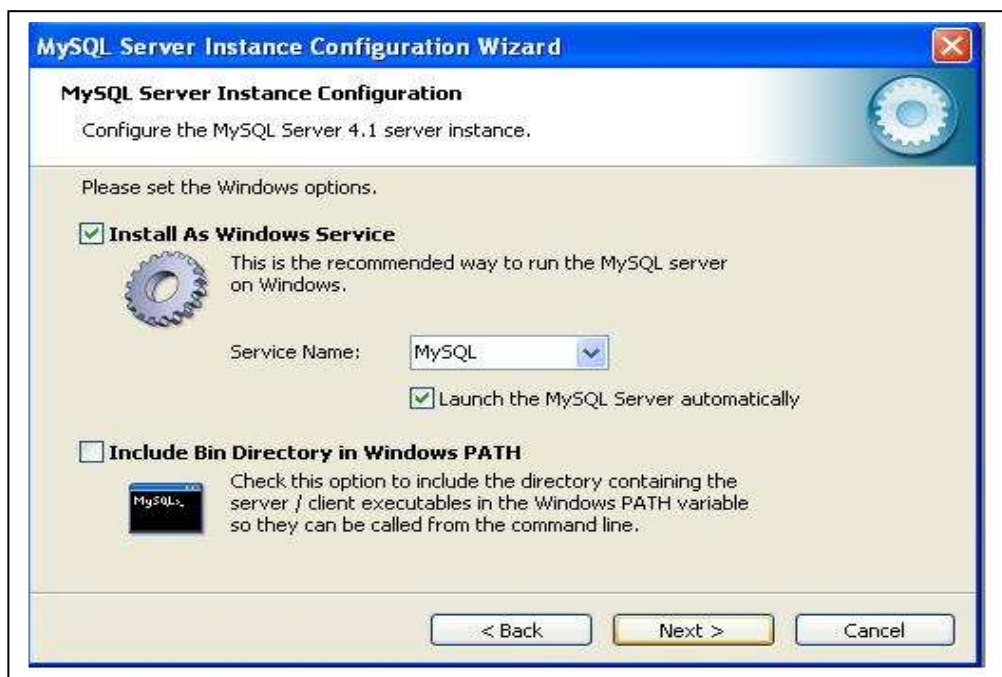 MySQL Server Instance Configuration Wizard
MySQL Server Instance Configuration
Configure the MySQL Server 4.1 server instance.
Please set the Windows options.
Install As Windows Service
This is the recommended way to run the MySQL server
on Windows.
Service Name:
MySQL
Launch the MySQL Server automatically
Include Bin Directory in Windows PATH
MySQL>_
Check this option to include the directory containing the
server / client executables in the Windows PATH variable
so they can be called from the command line.
< Back
Next >
Cancel